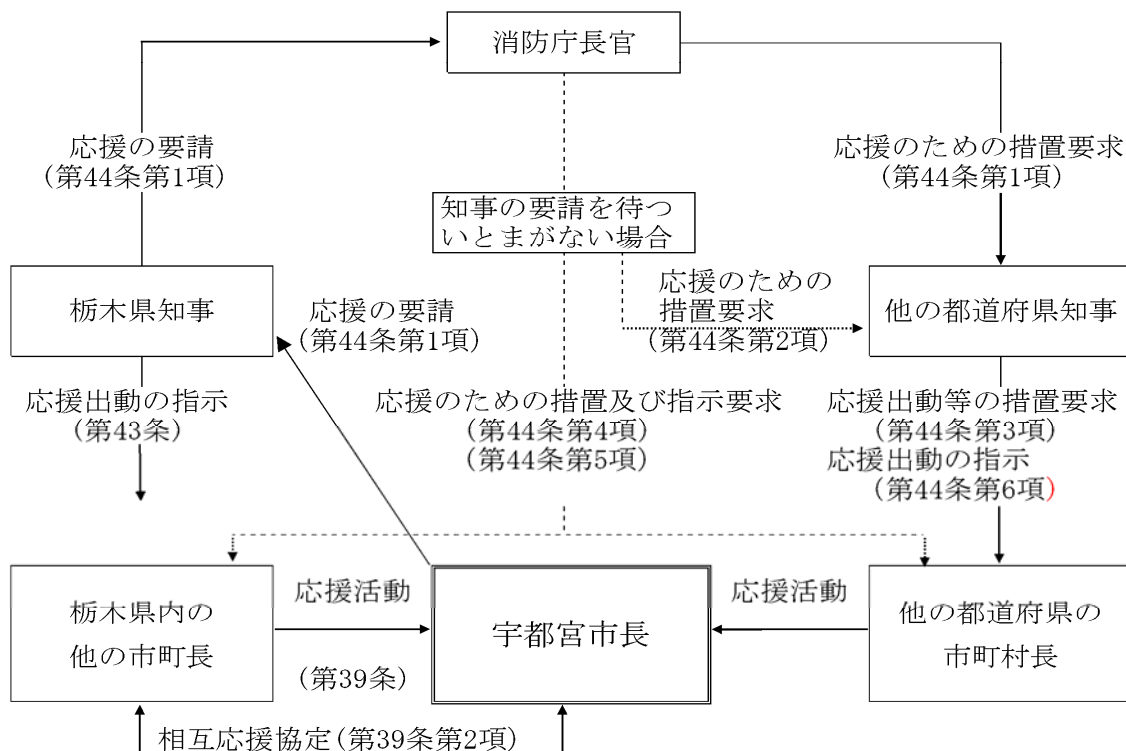 消防庁長官
応援の要請
(第44条第1項)
応援のための措置要求
(第44条第1項)
知事の要請を待つ
いとまがない場合
栃木県知事
応援の要請
(第44条第1項)
応援のための
措置要求
(第44条第2項)
他の都道府県知事
応援出動の指示
(第43条)
応援のための措置及び指示要求
(第44条第4項)
(第44条第5項)
応援出動等の措置要求
(第44条第3項)
応援出動の指示
(第44条第6項)
栃木県内の
他の市町長
応援活動
(第39条)
宇都宮市長
応援活動
他の都道府県の
市町村長
相互応援協定(第39条第2項)